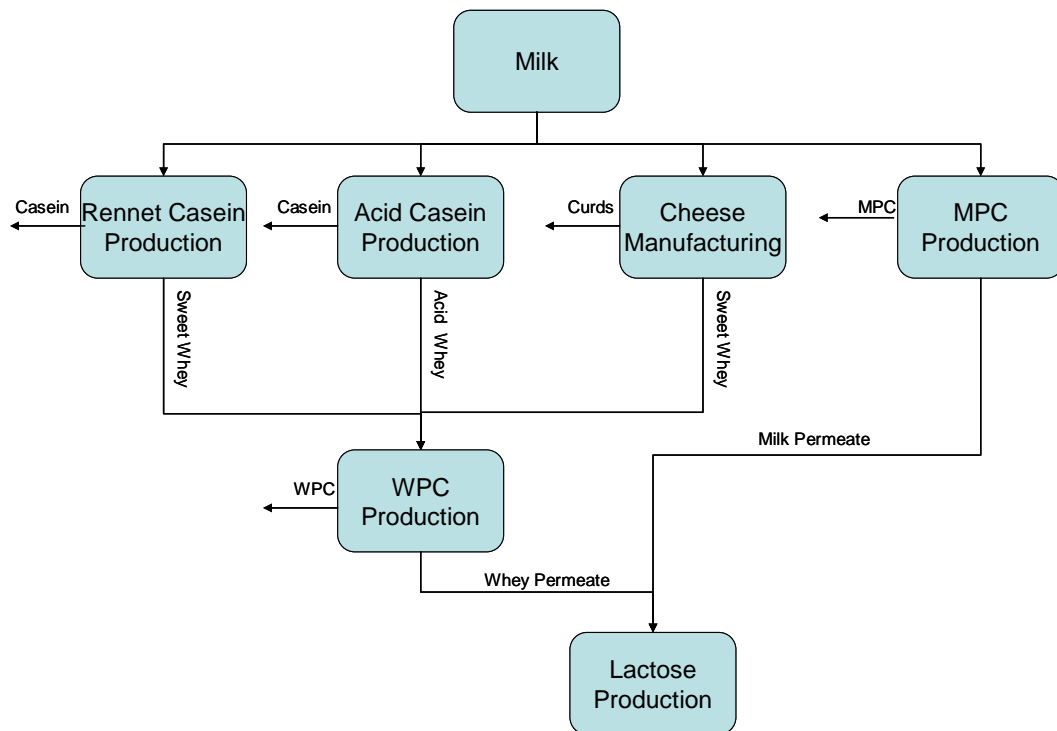 Milk
Casein
Rennet Casein
Production
Casein
Acid Casein
Production
Curds
Cheese
Manufacturing
MPC
MPC
Production
Sweet Whey
Acid Whey
Sweet Whey
Milk Permeate
WPC
WPC
Production
Whey Permeate
Lactose
Production